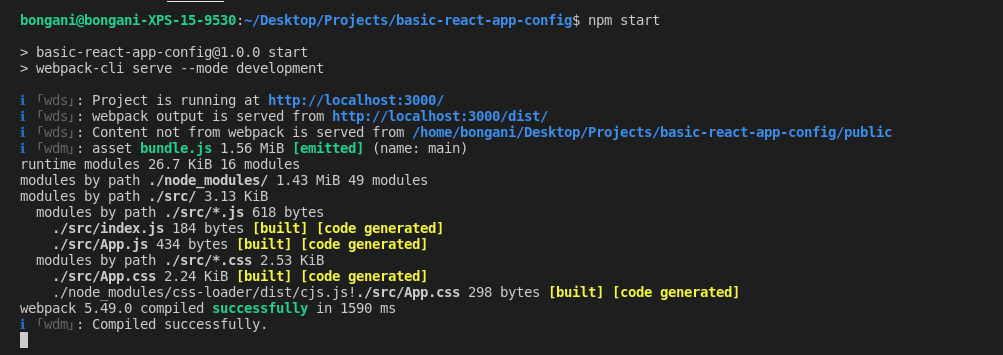 bongani@bongani-XPS-15-9530:~/Desktop/Projects/basic-react-app-config$ npm start
> basic-react-app-config@1.0.0 start
> webpack-cli serve --mode development
ℹ ｢wds｣: Project is running at http://localhost:3000/
ℹ ｢wds｣: webpack output is served from http://localhost:3000/dist/
ℹ ｢wds｣: Content not from webpack is served from /home/bongani/Desktop/Projects/basic-react-app-config/public
ℹ ｢wdm｣: asset bundle.js 1.56 MiB [emitted] (name: main)
runtime modules 26.7 KiB 16 modules
modules by path ./node_modules/ 1.43 MiB 49 modules
modules by path ./src/ 3.13 KiB
  modules by path ./src/*.js 618 bytes
    ./src/index.js 184 bytes [built] [code generated]
    ./src/App.js 434 bytes [built] [code generated]
  modules by path ./src/*.css 2.53 KiB
    ./src/App.css 2.24 KiB [built] [code generated]
    ./node_modules/css-loader/dist/cjs.js!./src/App.css 298 bytes [built] [code generated]
webpack 5.49.0 compiled successfully in 1590 ms
ℹ ｢wdm｣: Compiled successfully.